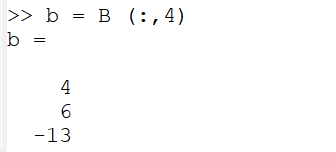 >> b = B (:,4)
b =
4
6
-13